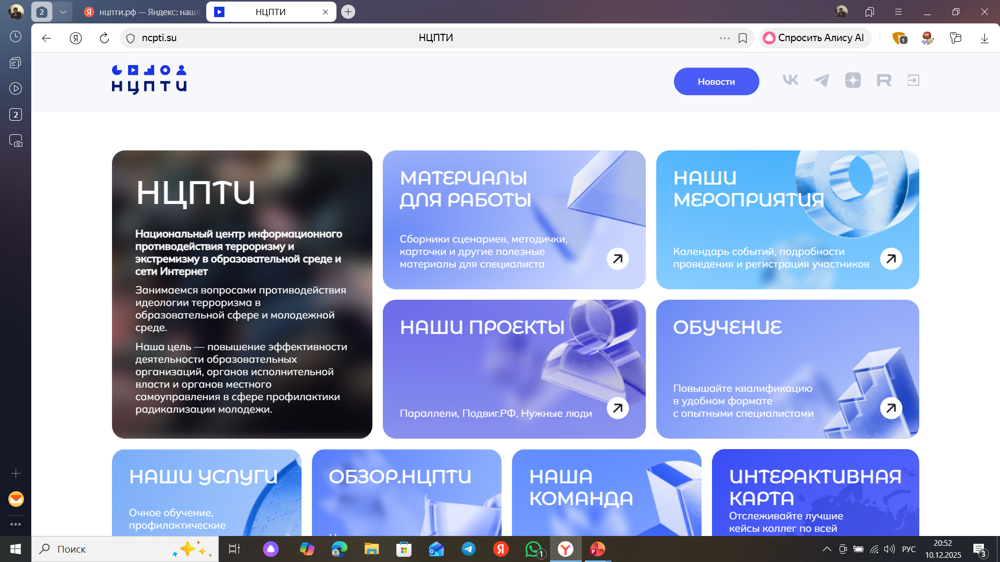 2
нцпти.рф — Яндекс: наш
НЦПТИ
ncpti.su
НЦПТИ
Спросить Алису AI
1
2
НЦПТИ
Новости
НЦПТИ
Национальный центр информационного
противодействия терроризму и
экстремизму в образовательной среде и
сети Интернет
Занимаемся вопросами противодействия
идеологии терроризма в
образовательной сфере и молодежной
среде.
Наша цель — повышение эффективности
деятельности образовательных
организаций, органов исполнительной
власти и органов местного
самоуправления в сфере профилактики
радикализации молодежи.
МАТЕРИАЛЫ
ДЛЯ РАБОТЫ
Сборники сценариев, методички,
карточки и другие полезные
материалы для специалиста
НАШИ
МЕРОПРИЯТИЯ
Календарь событий, подробности
проведения и регистрация участников
НАШИ ПРОЕКТЫ
Параллели, Подвиг.РФ, Нужные люди
ОБУЧЕНИЕ
Повышайте квалификацию
в удобном формате
с опытными специалистами
НАШИ УСЛУГИ
Очное обучение,
профилактические
ОБЗОР.НЦПТИ
НАША
КОМАНДА
ИНТЕРАКТИВНАЯ
КАРТА
Отслеживайте лучшие
кейсы коллег по всей
Поиск
1
РУС
20:52
10.12.2025
3